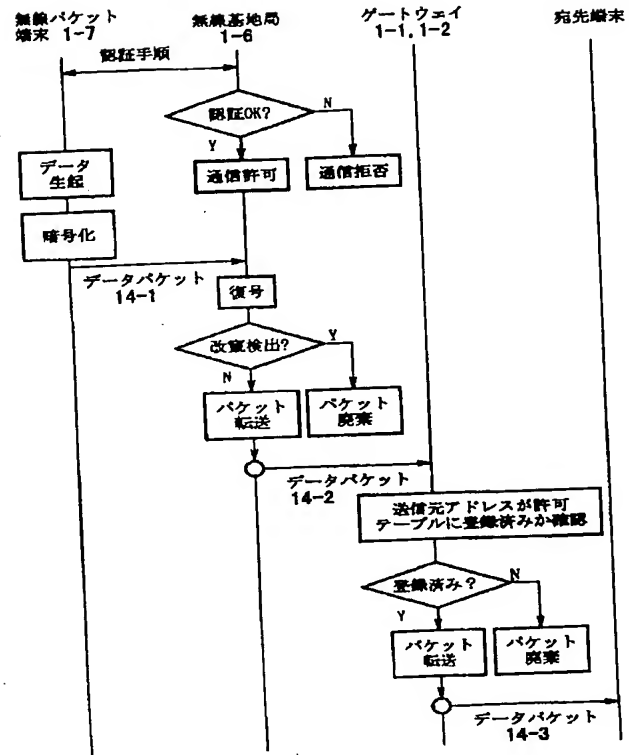 無線パケット
端末 1-7
無線基地局
1-6
ゲートウェイ
1-1, 1-2
宛先端末
認証手順
認証OK?
N
Y
データ
生起
通信許可
通信拒否
暗号化
データパケット
14-1
復号
改竄検出?
Y
N
パケット
転送
パケット
廃棄
データパケット
14-2
送信元アドレスが許可
テーブルに登録済みか確認
登録済み?
N
Y
パケット
転送
パケット
廃棄
データパケット
14-3